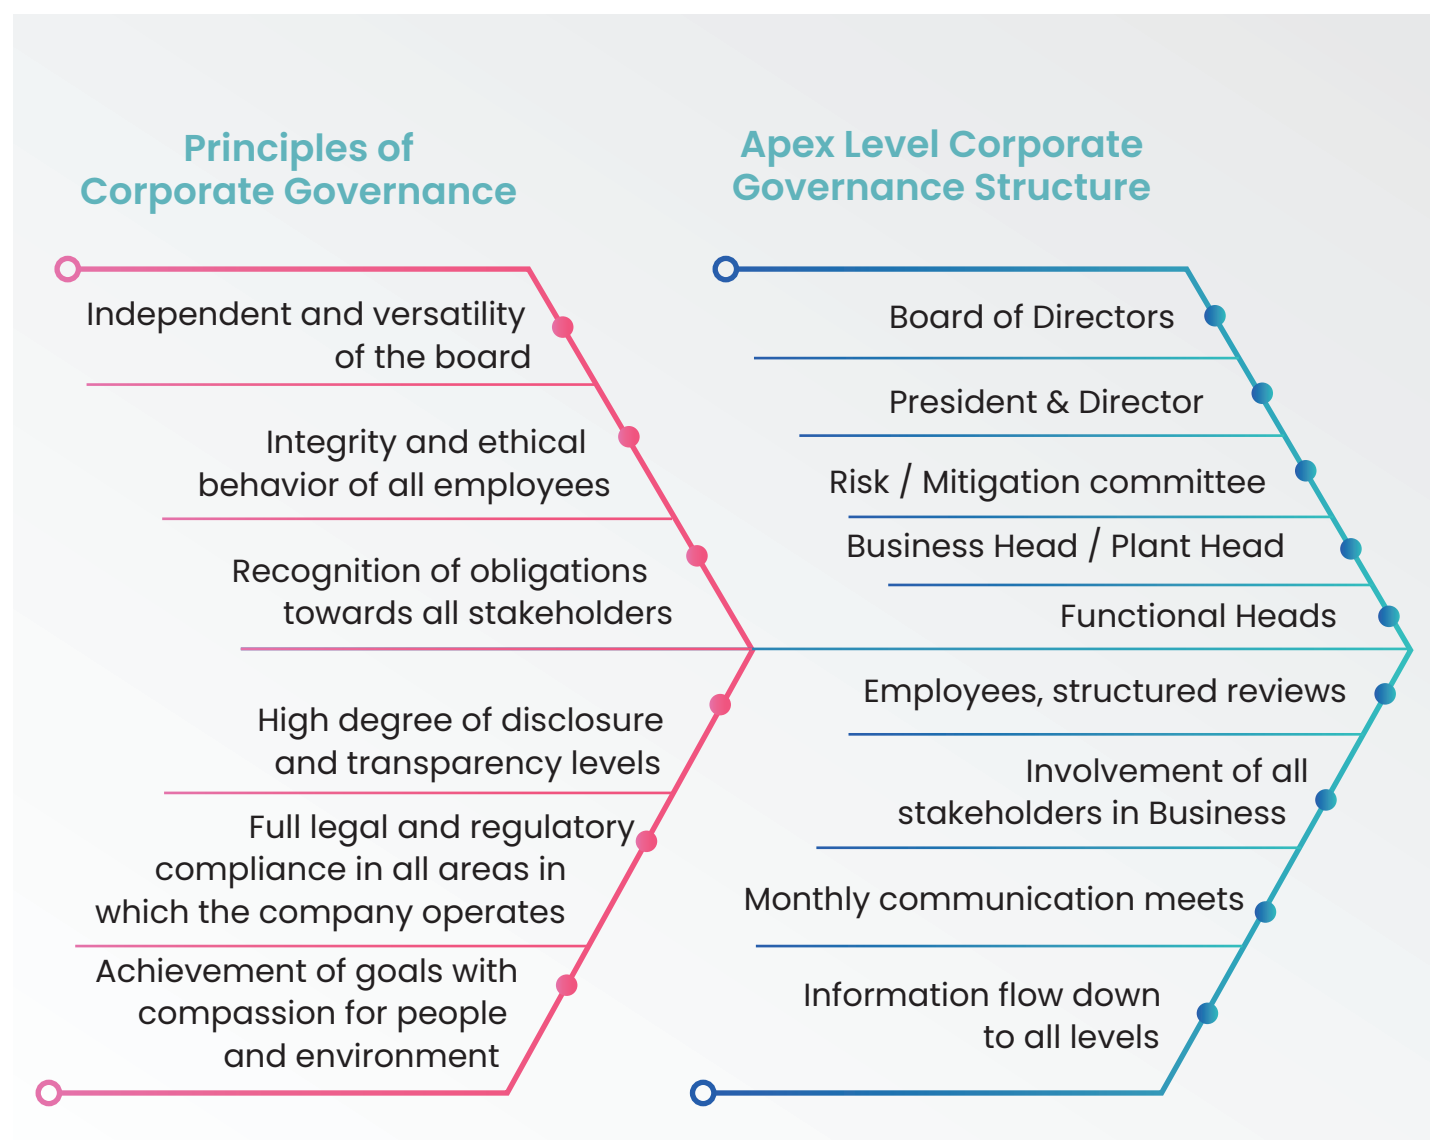 Principles of
Corporate Governance
Independent and versatility
of the board
Integrity and ethical
behavior of all employees
Recognition of obligations
towards all stakeholders
High degree of disclosure
and transparency levels
Full legal and regulatory
compliance in all areas in
which the company operates
Achievement of goals with
compassion for people
and environment
Apex Level Corporate
Governance Structure
Board of Directors
President & Director
Risk / Mitigation committee
Business Head / Plant Head
Functional Heads
Employees, structured reviews
Involvement of all
stakeholders in Business
Monthly communication meets
Information flow down
to all levels